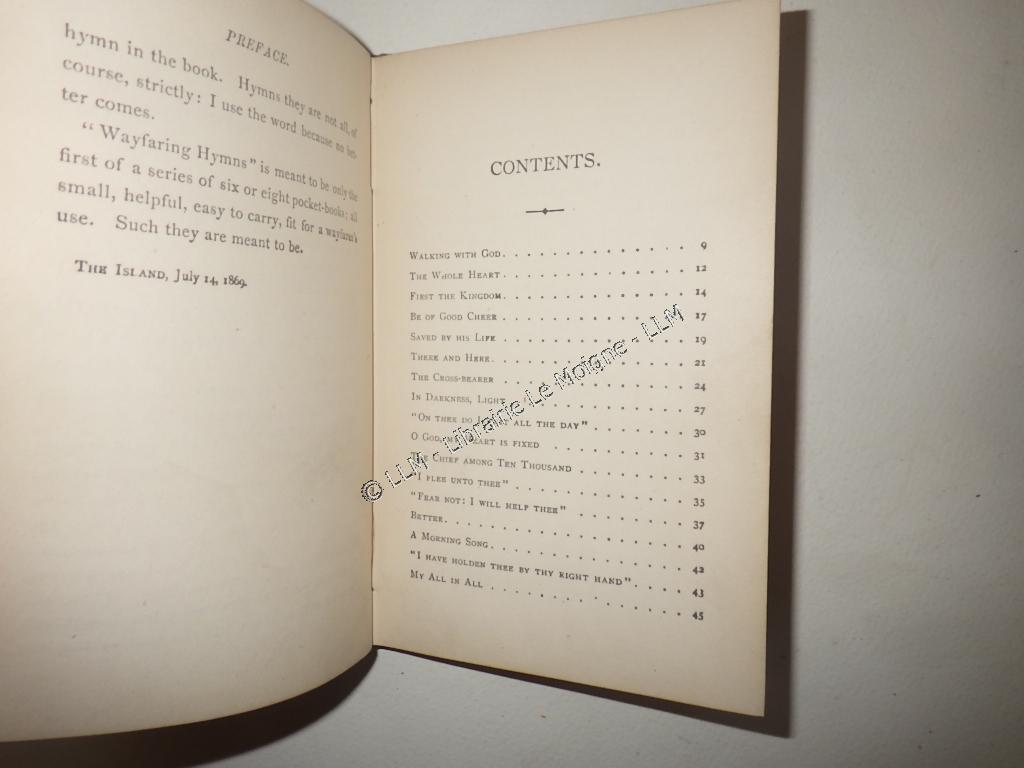 PREFACE.
hymn in the book. Hymns they are not all, of
course, strictly: I use the word because no bet-
ter comes.
"Wayfaring Hymns" is meant to be only the
first of a series of six or eight pocket-books; all
small, helpful, easy to carry, fit for a wayfarer's
use. Such they are meant to be.
THE ISLAND, July 14, 1869.
CONTENTS.
WALKING WITH GOD. . . . . . . . . . . . . . 9
THE WHOLE HEART . . . . . . . . . . . . . . 12
FIRST THE KINGDOM. . . . . . . . . . . . . . 14
BE OF GOOD CHEER . . . . . . . . . . . . . . 17
SAVED BY HIS LIFE . . . . . . . . . . . . . . 19
THERE AND HERE. . . . . . . . . . . . . . . 21
THE CROSS-BEARER . . . . . . . . . . . . . . 24
IN DARKNESS, LIGHT . . . . . . . . . . . . . 27
"ON THEE DO I WAIT ALL THE DAY" . . . . . . . 30
O GOD, MY HEART IS FIXED . . . . . . . . . . 31
THE CHIEF AMONG TEN THOUSAND . . . . . . . . 33
"I FLEE UNTO THEE" . . . . . . . . . . . . . 35
"FEAR NOT: I WILL HELP THEE" . . . . . . . . 37
BETTER. . . . . . . . . . . . . . . . . . . 40
A MORNING SONG. . . . . . . . . . . . . . . 42
"I HAVE HOLDEN THEE BY THY RIGHT HAND". . . . . 43
MY ALL IN ALL . . . . . . . . . . . . . . . 45
© LLM - Librairie Le Moigne - LLM